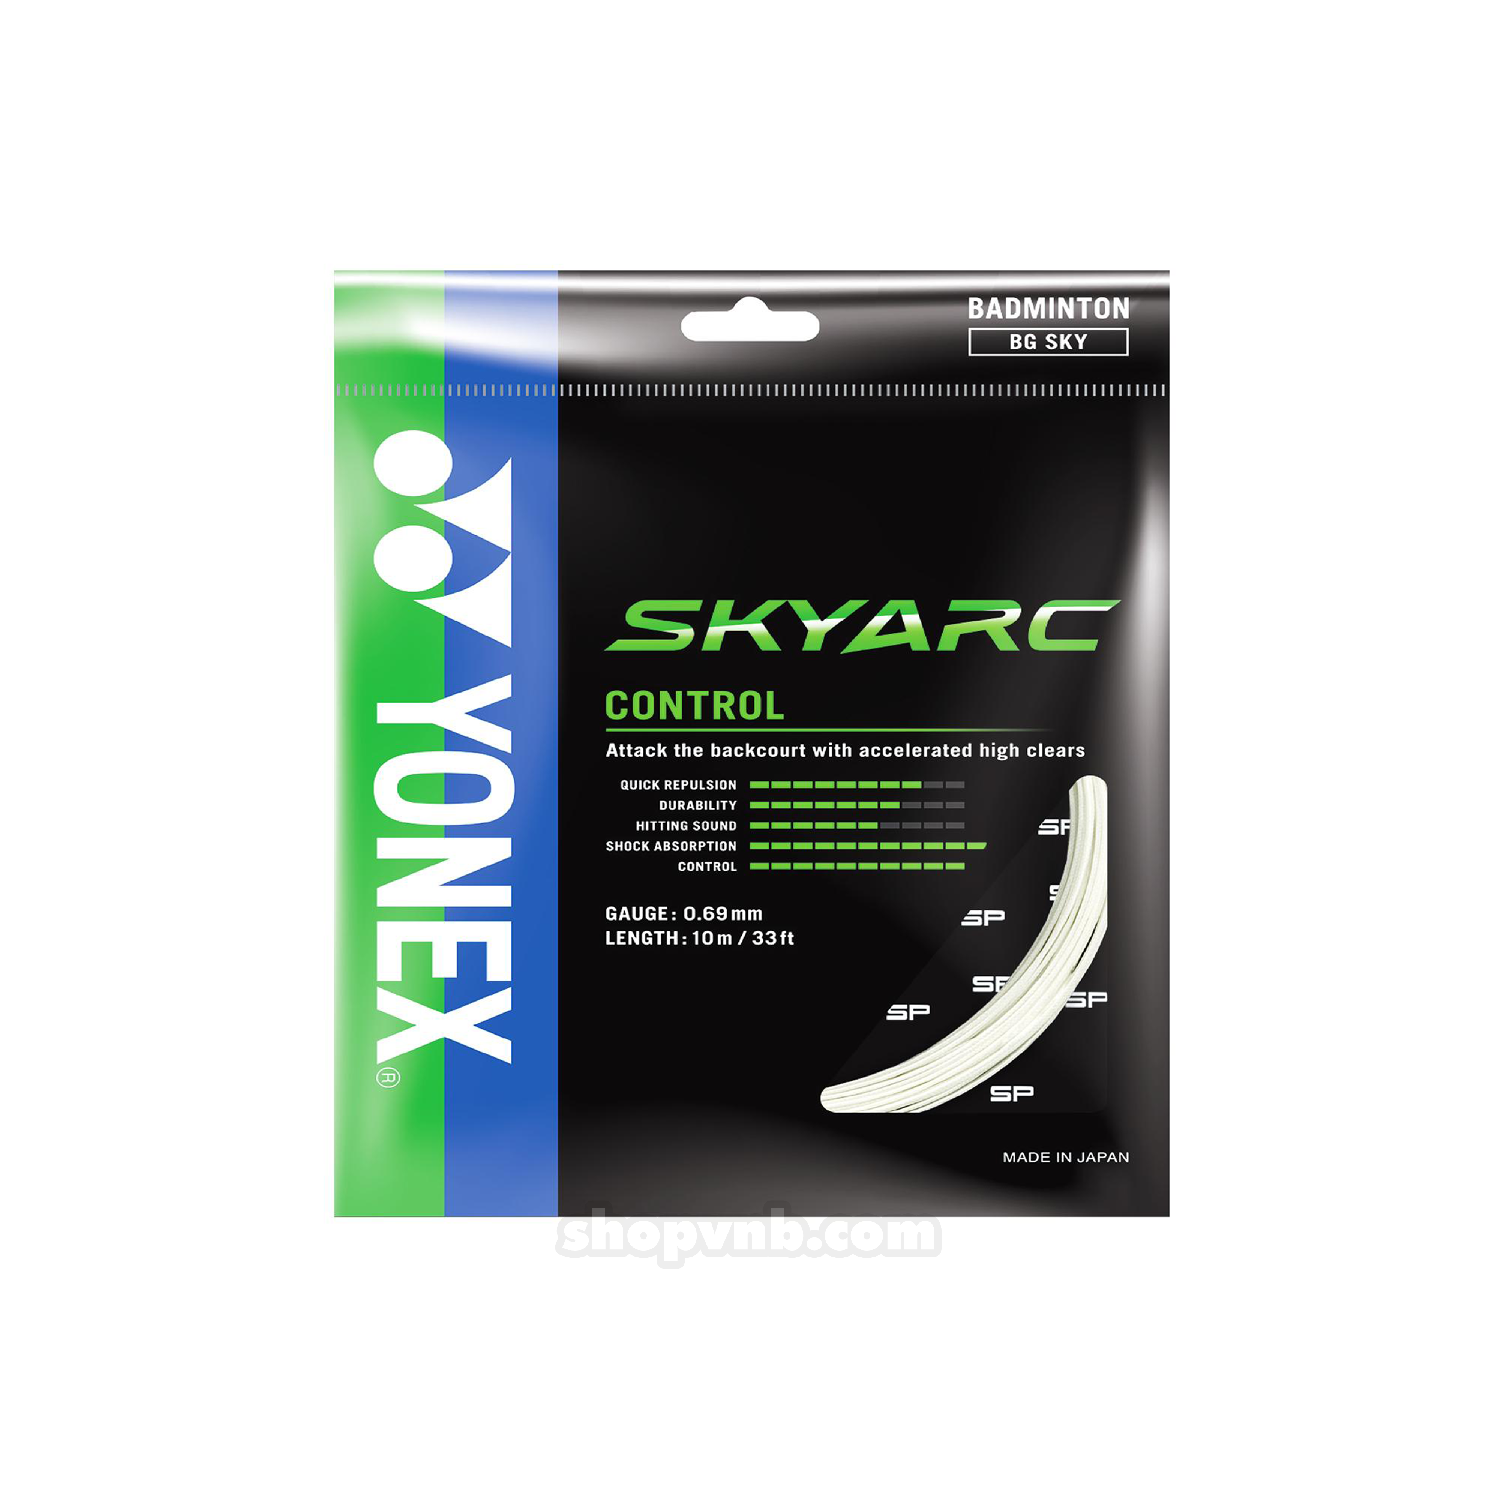 BADMINTON
BG SKY
YONEX®
SKYARC
CONTROL
Attack the backcourt with accelerated high clears
QUICK REPULSION
DURABILITY
HITTING SOUND
SHOCK ABSORPTION
CONTROL
GAUGE: 0.69mm
LENGTH: 10m / 33ft
SP
SP
SP
SP
SP
MADE IN JAPAN
shopvnb.com